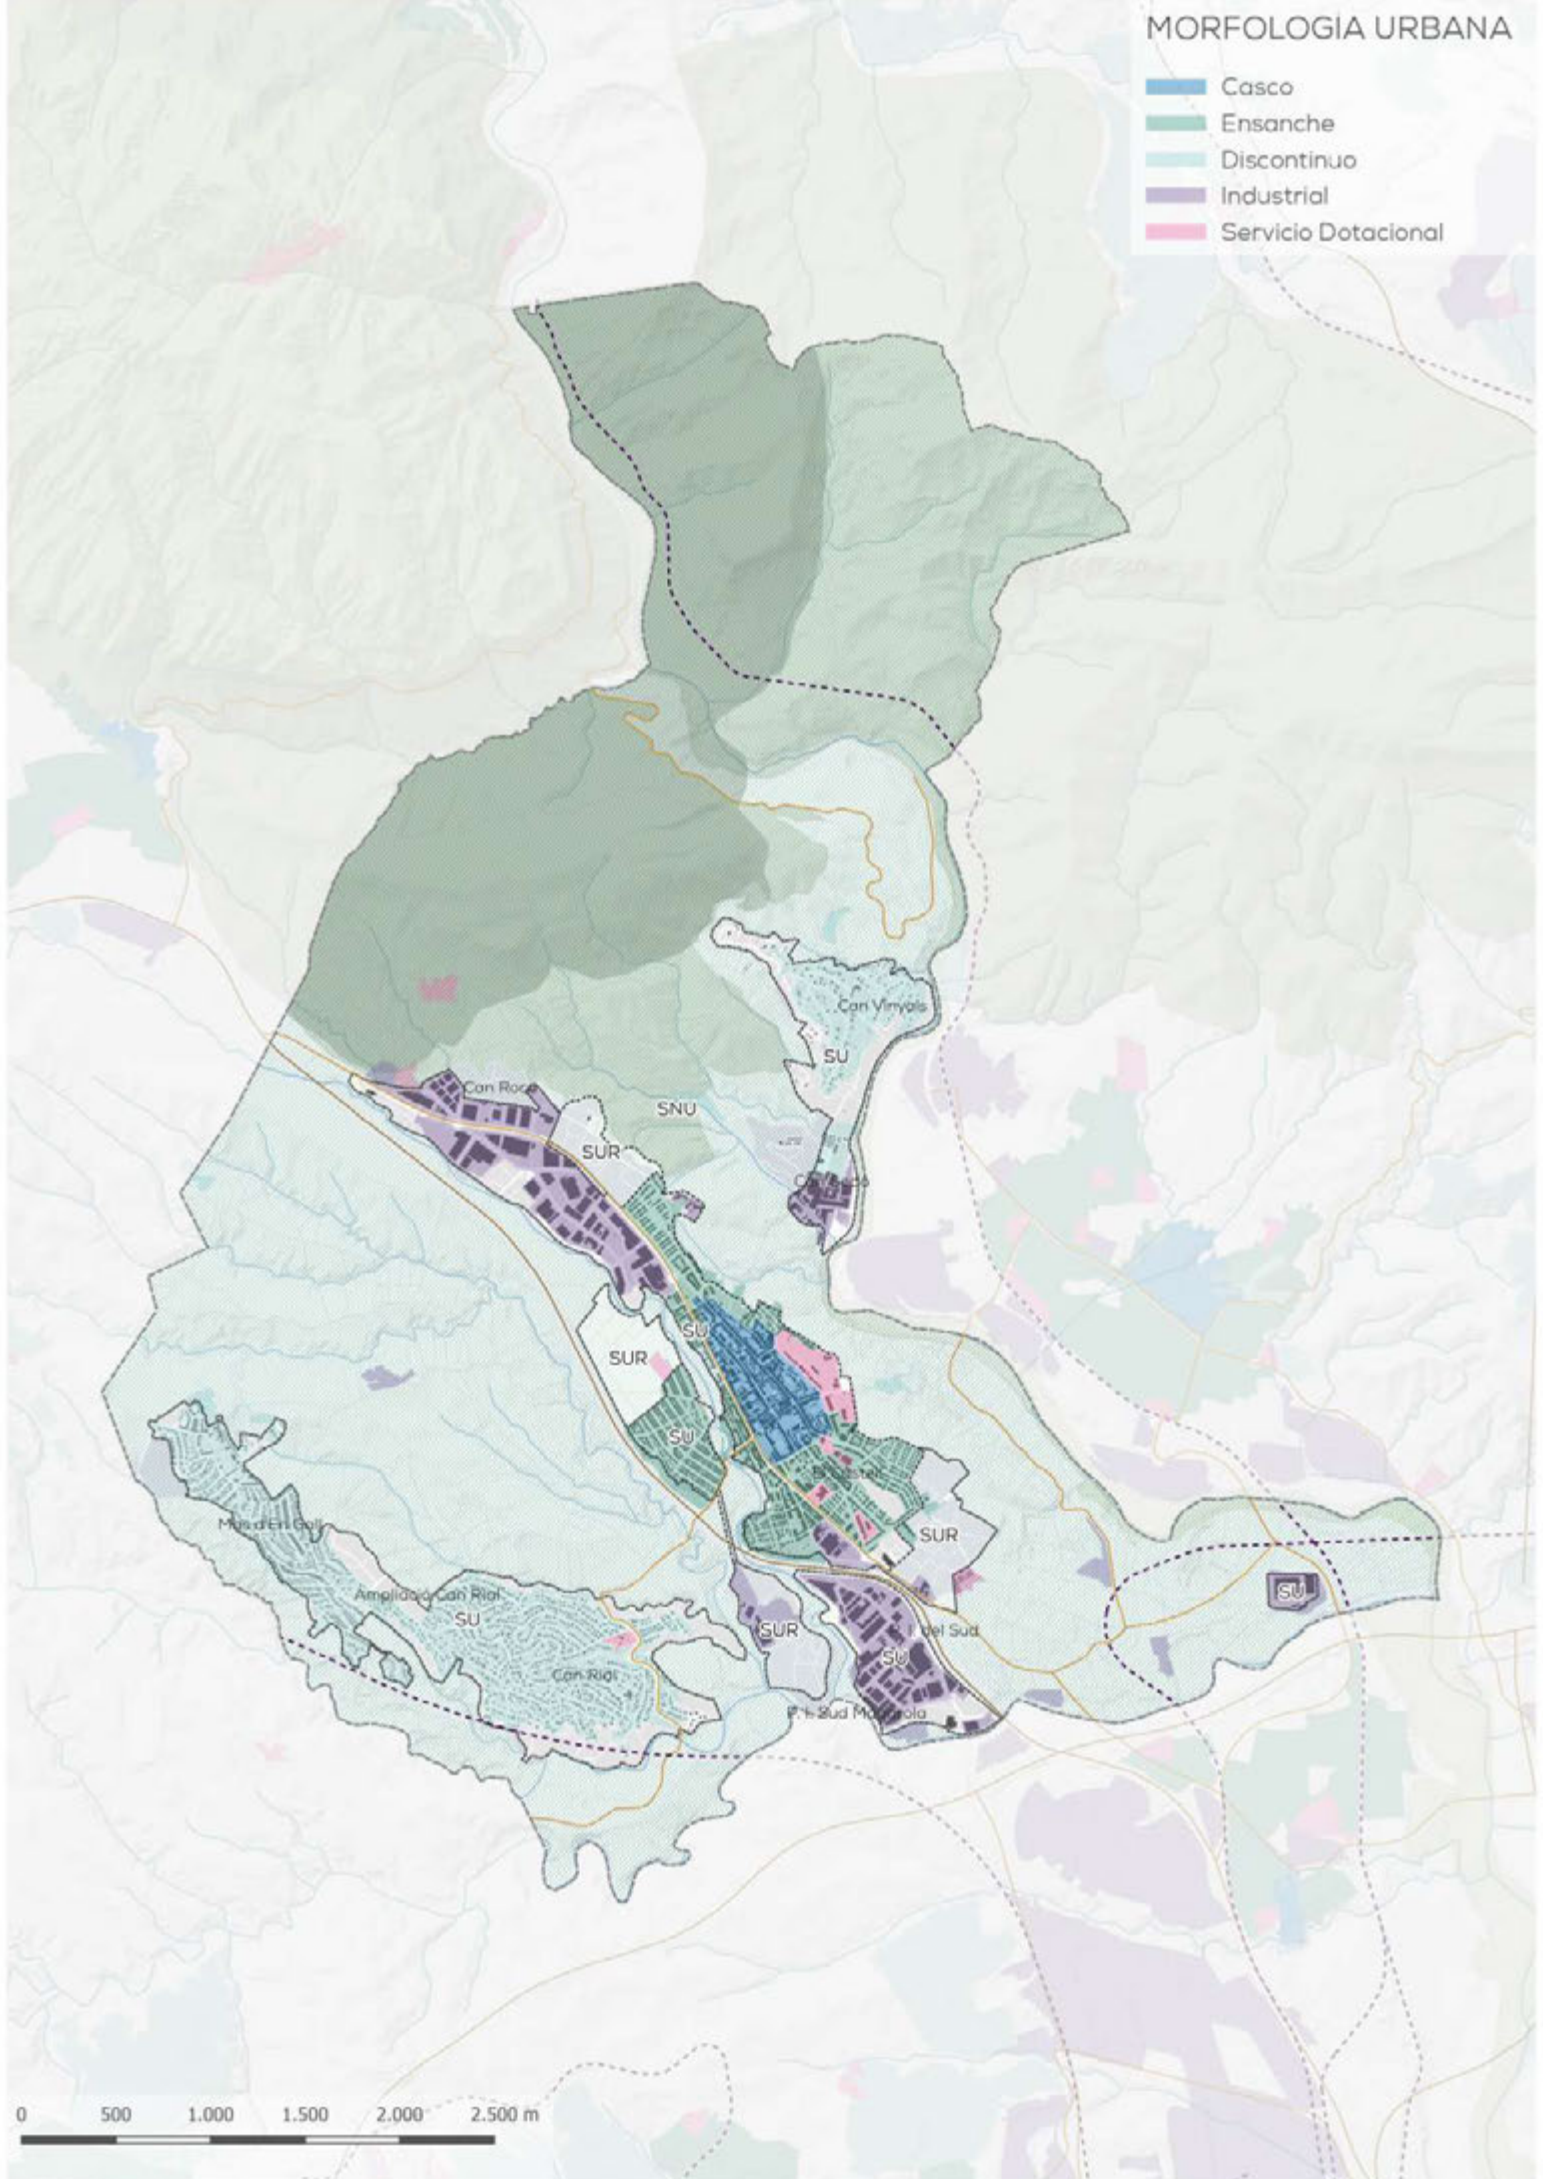 MORFOLOGÍA URBANA
Casco
Ensanche
Discontinuo
Industrial
Servicio Dotacional
Can Vinyals
SU
Can Roca
SNU
SUR
SU
SUR
SU
SUR
Mas d'En Gall
Ampliació Can Rial
SU
SU
SUR
I. del Sud
SU
Can Rial
P. I. Sud
0 500 1.000 1.500 2.000 2.500 m